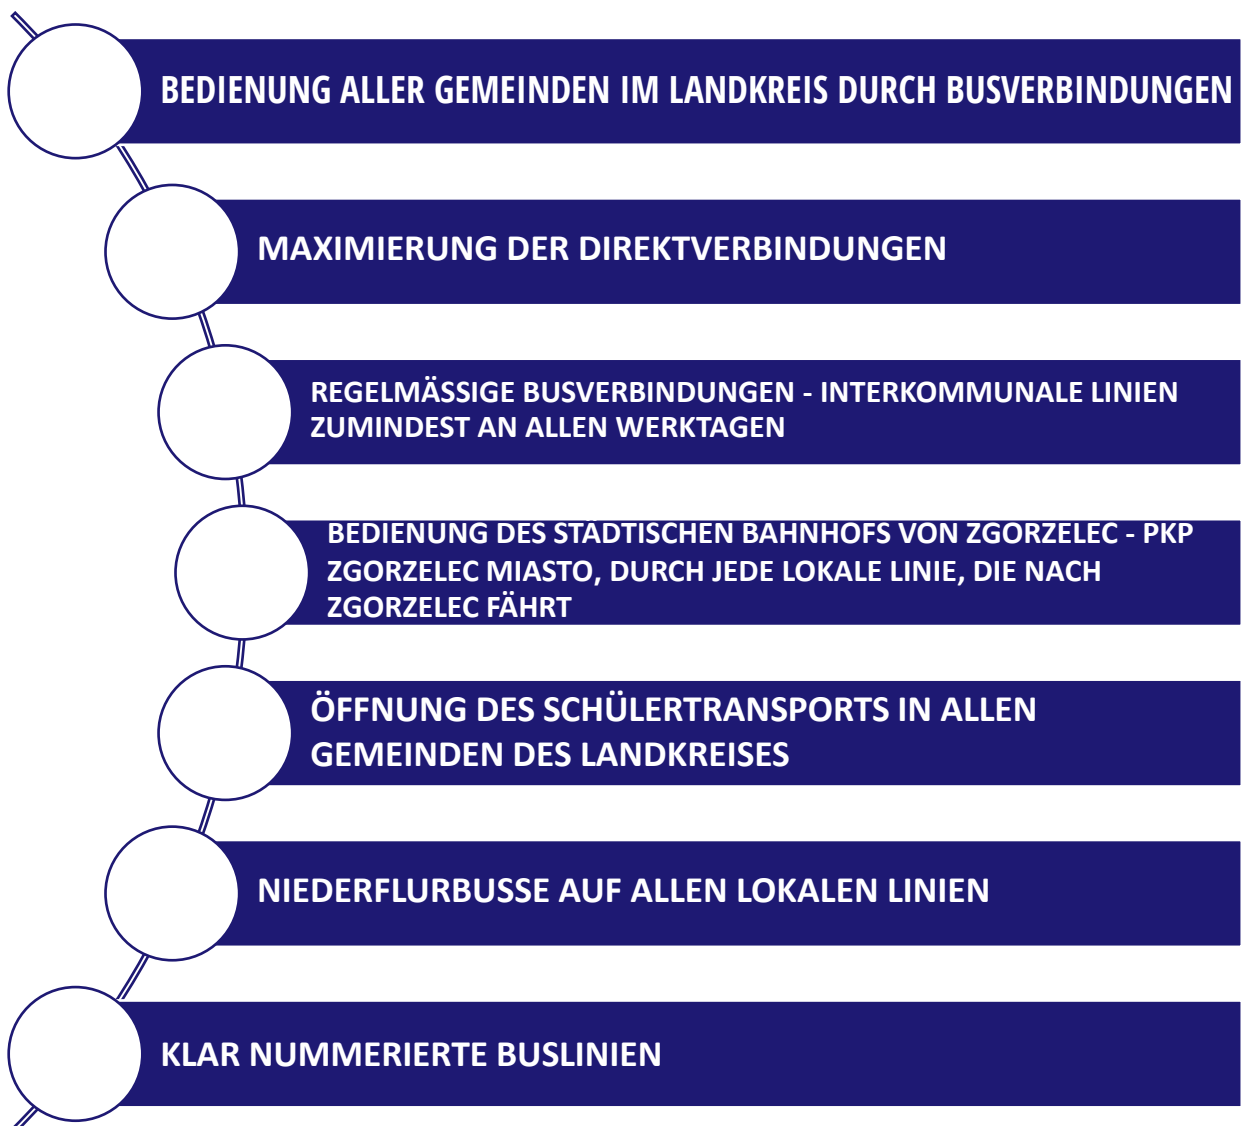 BEDIENUNG ALLER GEMEINDEN IM LANDKREIS DURCH BUSVERBINDUNGEN
MAXIMIERUNG DER DIREKTVERBINDUNGEN
REGELMÄSSIGE BUSVERBINDUNGEN - INTERKOMMUNALE LINIEN
ZUMINDEST AN ALLEN WERKTAGEN
BEDIENUNG DES STÄDTISCHEN BAHNHOFS VON ZGORZELEC - PKP
ZGORZELEC MIASTO, DURCH JEDE LOKALE LINIE, DIE NACH
ZGORZELEC FÄHRT
ÖFFNUNG DES SCHÜLERTRANSPORTS IN ALLEN
GEMEINDEN DES LANDKREISES
NIEDERFLURBUSSE AUF ALLEN LOKALEN LINIEN
KLAR NUMMERIERTE BUSLINIEN